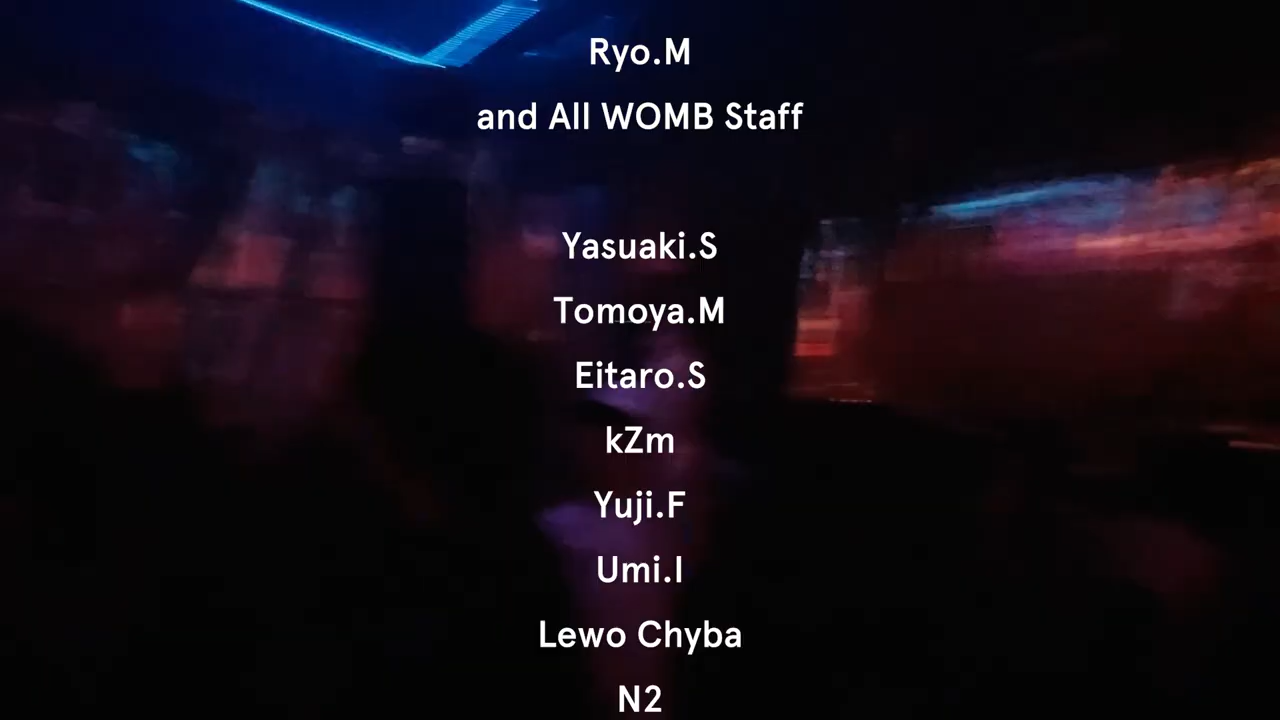 Ryo.M
and All WOMB Staff
Yasuaki.S
Tomoya.M
Eitaro.S
kZm
Yuji.F
Umi.I
Lewo Chyba
N2